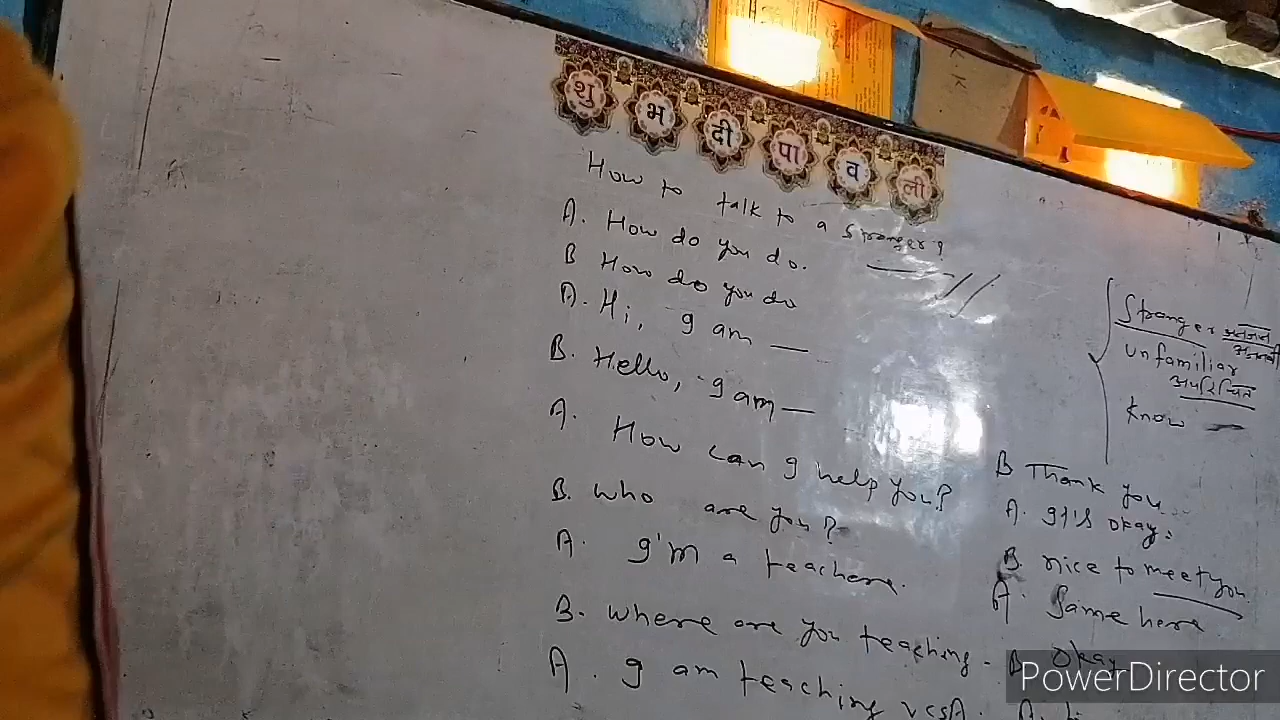 शु भ दी पा व ली
How to talk to a stranger?
A. How do you do.
B How do you do
A. Hi, I am —
B. Hello, I am —
A. How can I help you?
B. Who are you?
A. I'm a teacher.
B. Where are you teaching -
A. I am teaching
B Thank you
A. It's okay.
B. nice to meet you
A. Same here
B. Okay
Stranger
unfamiliar
अपरिचित
Know —
PowerDirector